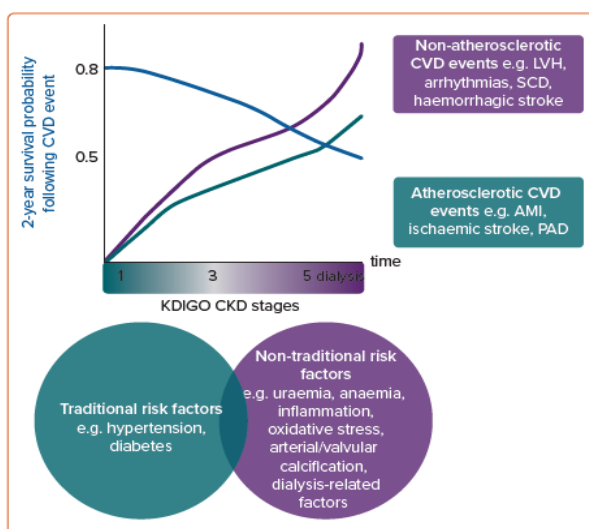 2-year survival probability
following CVD event
0.8
0.5
Non-atherosclerotic
CVD events e.g. LVH,
arrhythmias, SCD,
haemorrhagic stroke
Atherosclerotic CVD
events e.g. AMI,
ischaemic stroke, PAD
time
1
3
5 dialysis
KDIGO CKD stages
Traditional risk factors
e.g. hypertension,
diabetes
Non-traditional risk
factors
e.g. uraemia, anaemia,
inflammation,
oxidative stress,
arterial/valvular
calcification,
dialysis-related
factors